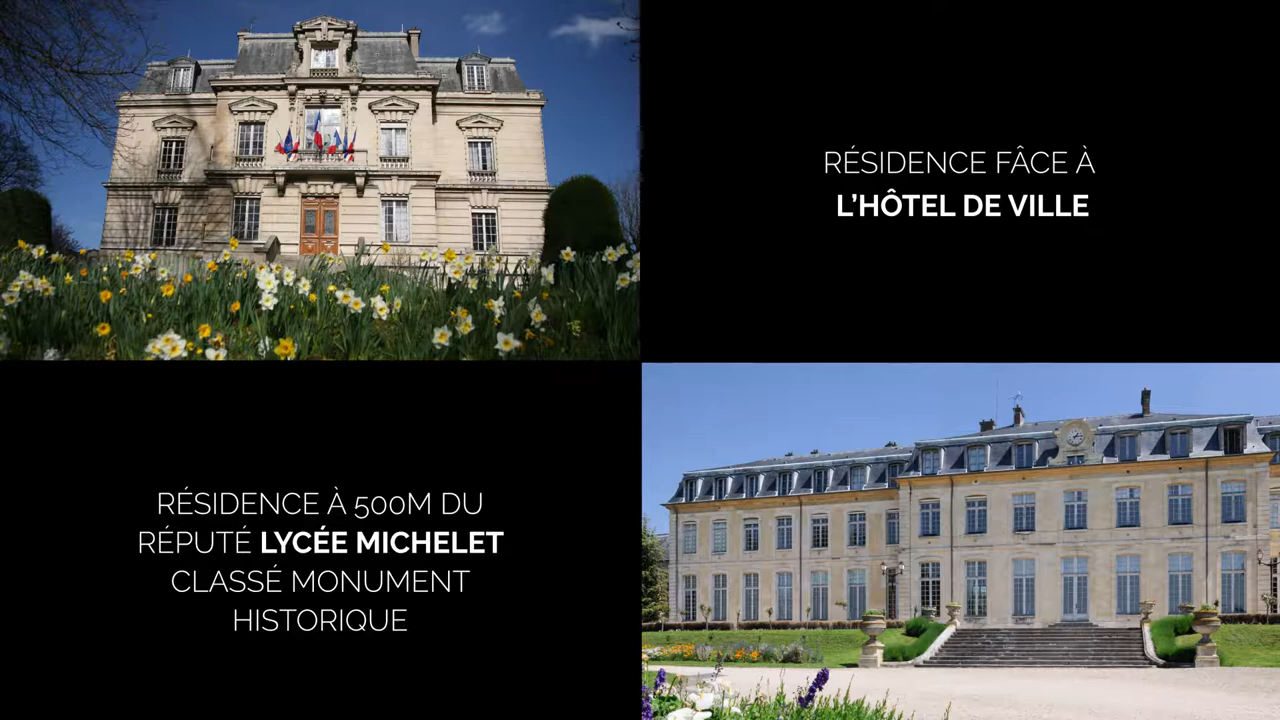 RÉSIDENCE FÂCE À
L'HÔTEL DE VILLE
RÉSIDENCE À 500M DU
RÉPUTÉ LYCÉE MICHELET
CLASSÉ MONUMENT
HISTORIQUE